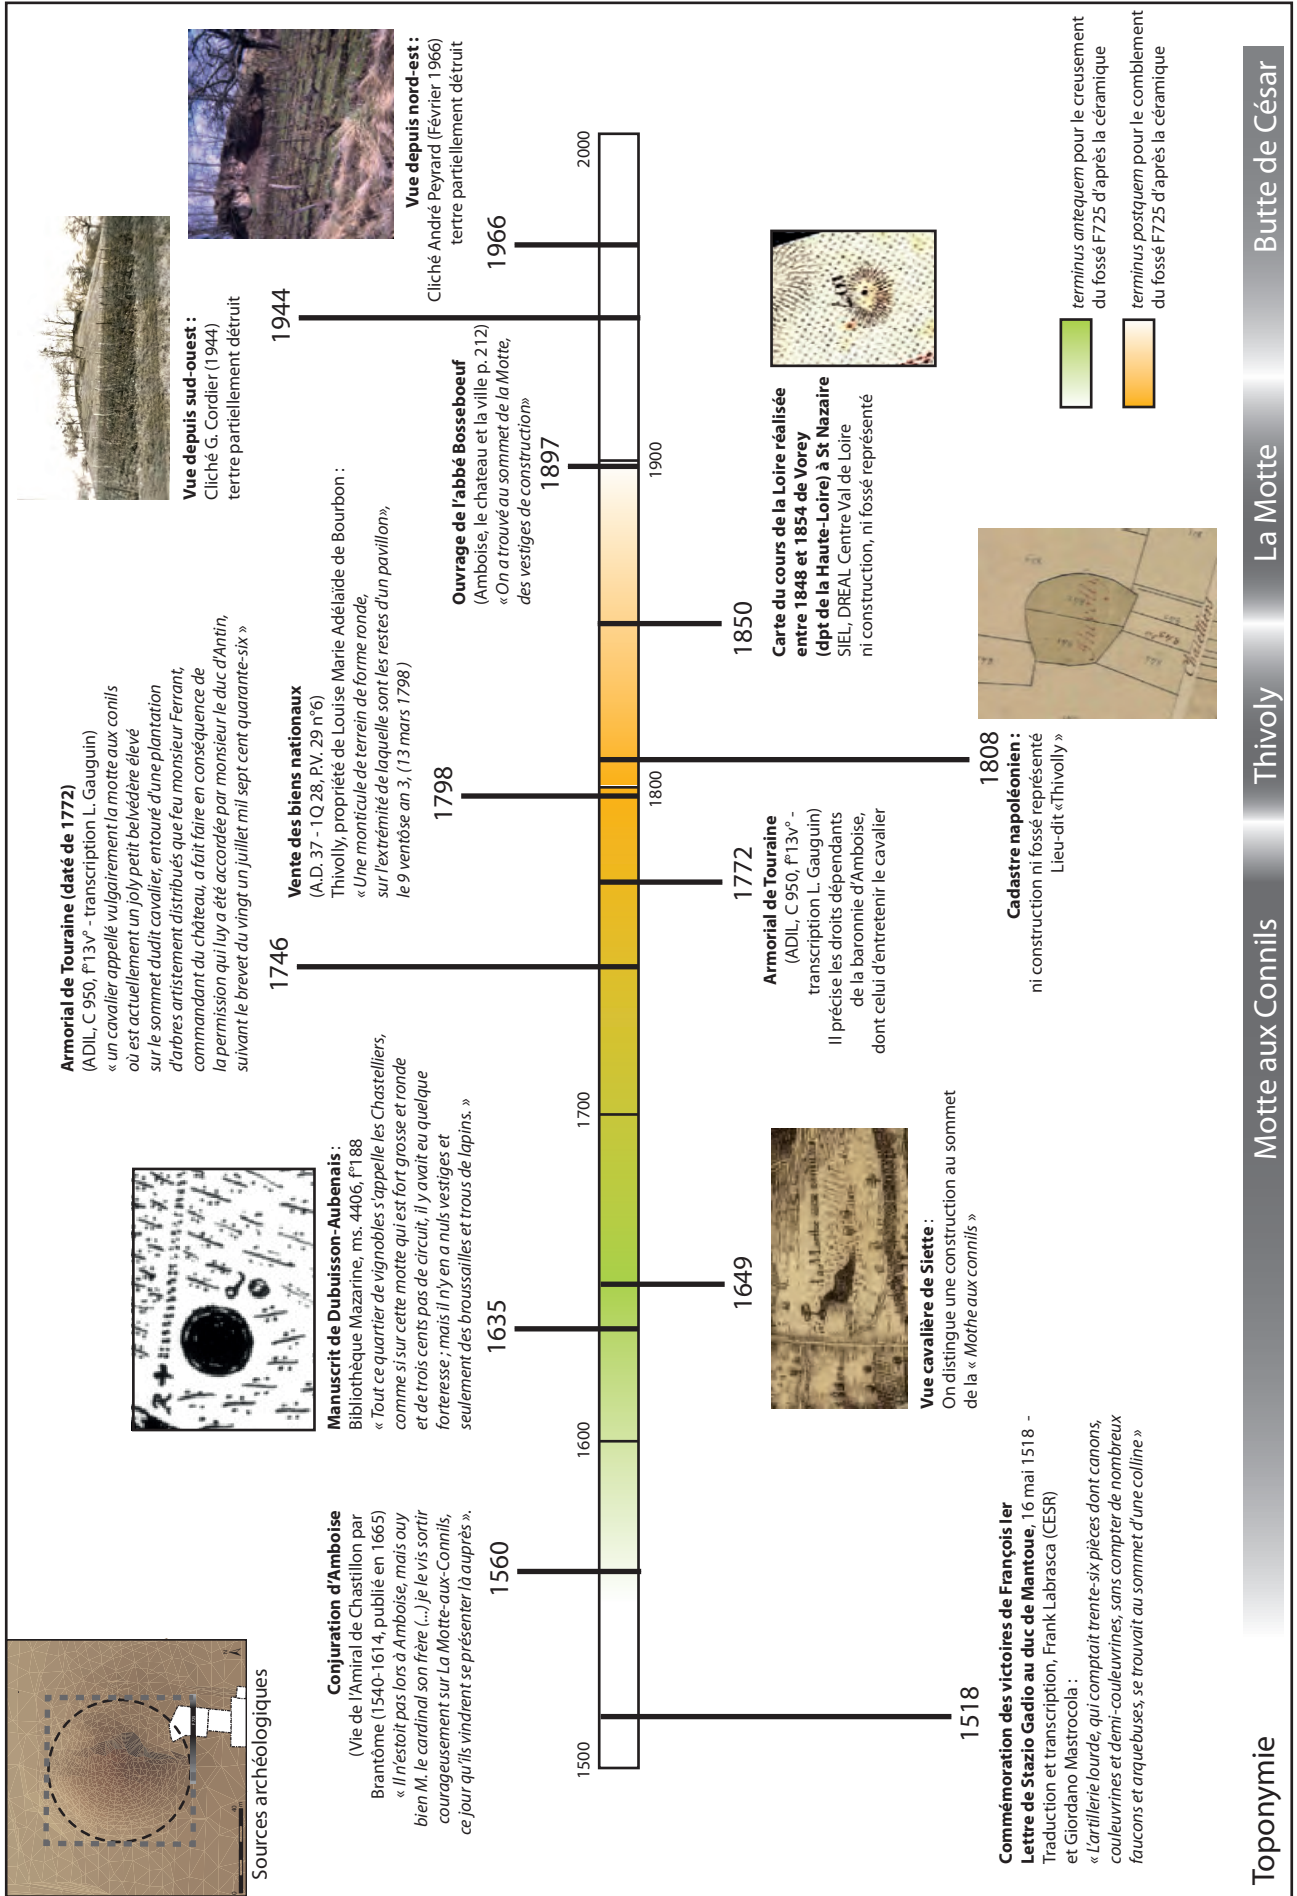 Sources archéologiques
Conjuration d'Amboise
(Vie de l'Amiral de Chastillon par
Brantôme (1540-1614, publié en 1665)
« Il n'estoit pas lors à Amboise, mais ouy
bien M. le cardinal son frère (...) je le vis sortir
courageusement sur La Motte-aux-Connils,
ce jour qu'ils vindrent se présenter là auprès ».
1560
Manuscrit de Dubuisson-Aubenais :
Bibliothèque Mazarine, ms. 4406, f°188
« Tout ce quartier de vignobles s'appelle les Chastelliers,
comme si sur cette motte qui est fort grosse et ronde
et de trois cents pas de circuit, il y avait eu quelque
forteresse ; mais il n'y en a nuls vestiges et
seulement des broussailles et trous de lapins. »
1635
Armorial de Touraine (daté de 1772)
(ADIL, C 950, f°13v° - transcription L. Gauguin)
« un cavalier appellé vulgairement la motte aux conils
où est actuellement un joly petit belvédère élevé
sur le sommet dudit cavalier, entouré d'une plantation
d'arbres artistement distribués que feu monsieur Ferrant,
commandant du château, a fait faire en conséquence de
la permission qui luy a été accordée par monsieur le duc d'Antin,
suivant le brevet du vingt un juillet mil sept cent quarante-six »
1746
Vente des biens nationaux
(A.D. 37 - 1Q 28, P.V. 29 n°6)
Thivolly, propriété de Louise Marie Adélaïde de Bourbon :
« Une monticule de terrein de forme ronde,
sur l'extrémité de laquelle sont les restes d'un pavillon»,
le 9 ventôse an 3, (13 mars 1798)
1798
Ouvrage de l'abbé Bosseboeuf
(Amboise, le chateau et la ville p. 212)
« On a trouvé au sommet de la Motte,
des vestiges de construction»
1897
Vue depuis sud-ouest :
Cliché G. Cordier (1944)
tertre partiellement détruit
1944
Vue depuis nord-est :
Cliché André Peyrard (Février 1966)
tertre partiellement détruit
1966
1500
1600
1700
1800
1900
2000
1518
Commémoration des victoires de François Ier
Lettre de Stazio Gadio au duc de Mantoue, 16 mai 1518 -
Traduction et transcription, Frank Labrasca (CESR)
et Giordano Mastrocola :
« L'artillerie lourde, qui comptait trente-six pièces dont canons,
couleuvrines et demi-couleuvrines, sans compter de nombreux
faucons et arquebuses, se trouvait au sommet d'une colline »
1649
Vue cavalière de Siette :
On distingue une construction au sommet
de la « Mothe aux connils »
1772
Armorial de Touraine
(ADIL, C 950, f°13v° -
transcription L. Gauguin)
Il précise les droits dépendants
de la baronnie d'Amboise,
dont celui d'entretenir le cavalier
1808
Cadastre napoléonien :
ni construction ni fossé représenté
Lieu-dit «Thivolly »
1850
Carte du cours de la Loire réalisée
entre 1848 et 1854 de Vorey
(dpt de la Haute-Loire) à St Nazaire
SIEL, DREAL Centre Val de Loire
ni construction, ni fossé représenté
terminus antequem pour le creusement
du fossé F725 d'après la céramique
terminus postquem pour le comblement
du fossé F725 d'après la céramique
Toponymie
Motte aux Connils
Thivoly
La Motte
Butte de César